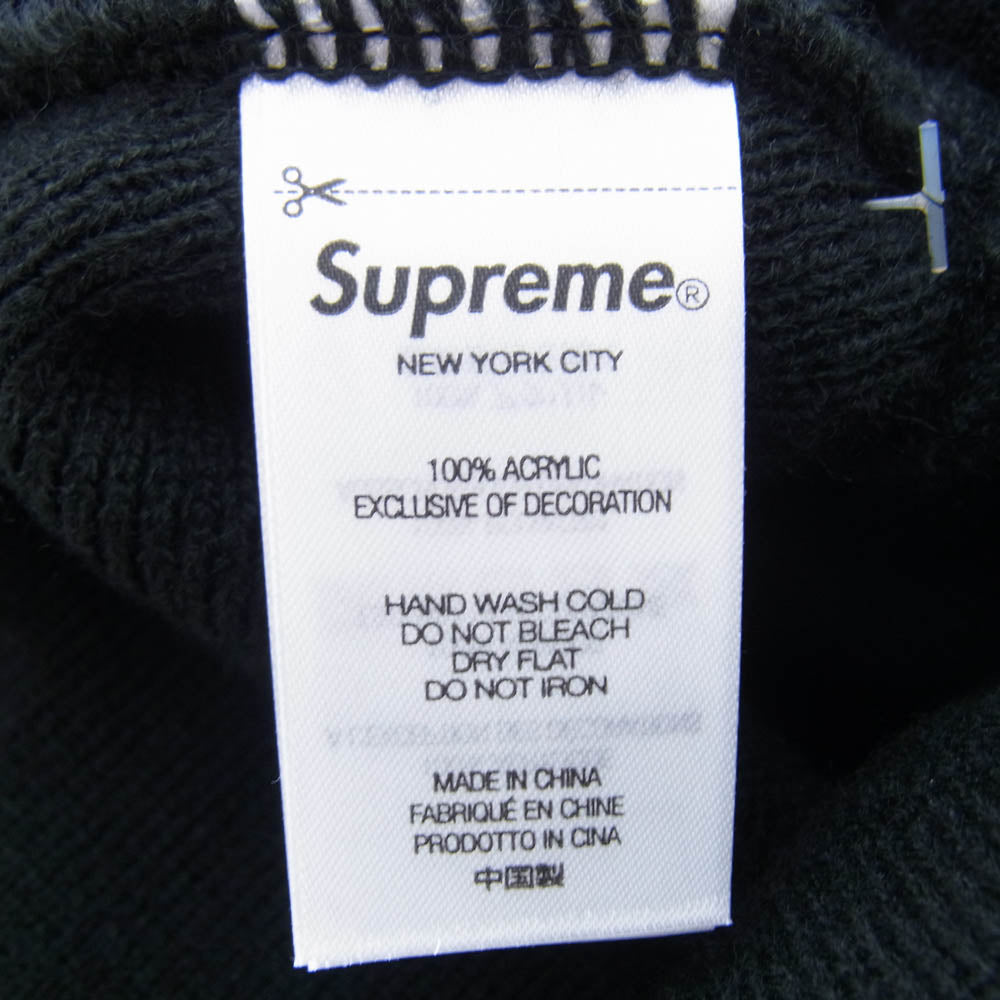 Supreme®
NEW YORK CITY
100% ACRYLIC
EXCLUSIVE OF DECORATION
HAND WASH COLD
DO NOT BLEACH
DRY FLAT
DO NOT IRON
MADE IN CHINA
FABRIQUÉ EN CHINE
PRODOTTO IN CINA
中国製